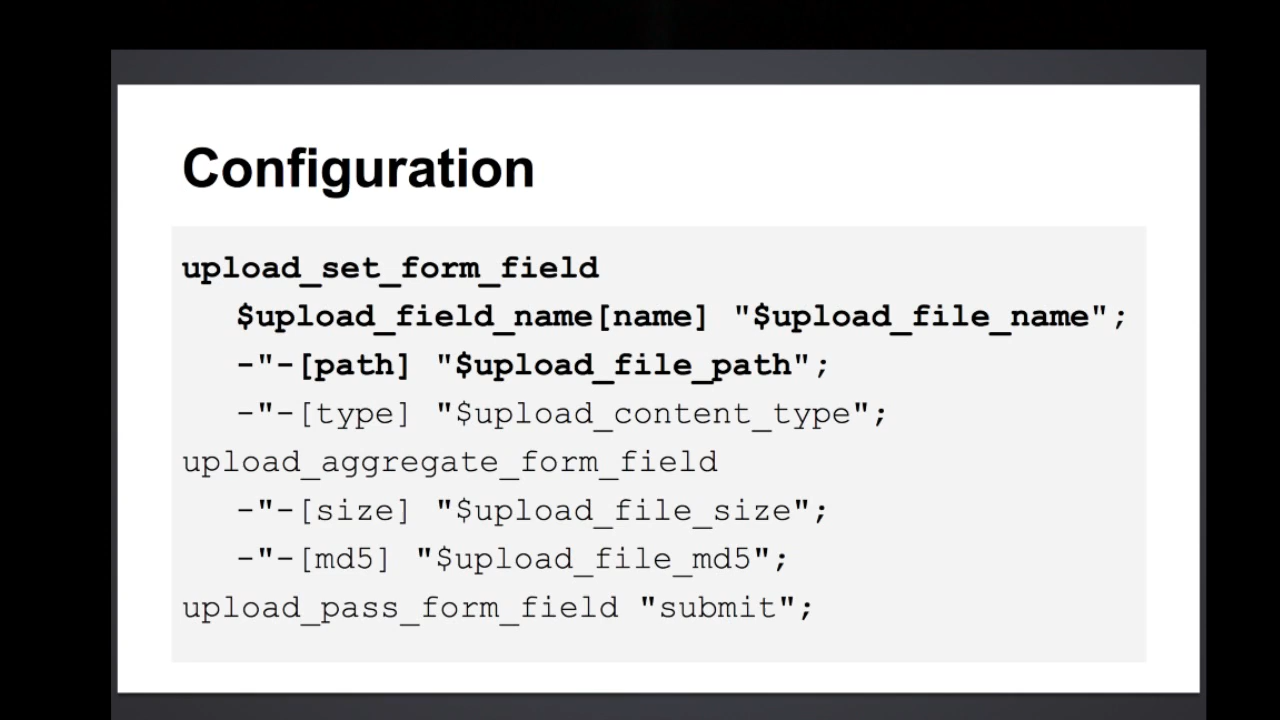 Configuration
upload_set_form_field
$upload_field_name[name] "$upload_file_name";
-"-[path] "$upload_file_path";
-"-[type] "$upload_content_type";
upload_aggregate_form_field
-"-[size] "$upload_file_size";
-"-[md5] "$upload_file_md5";
upload_pass_form_field "submit";